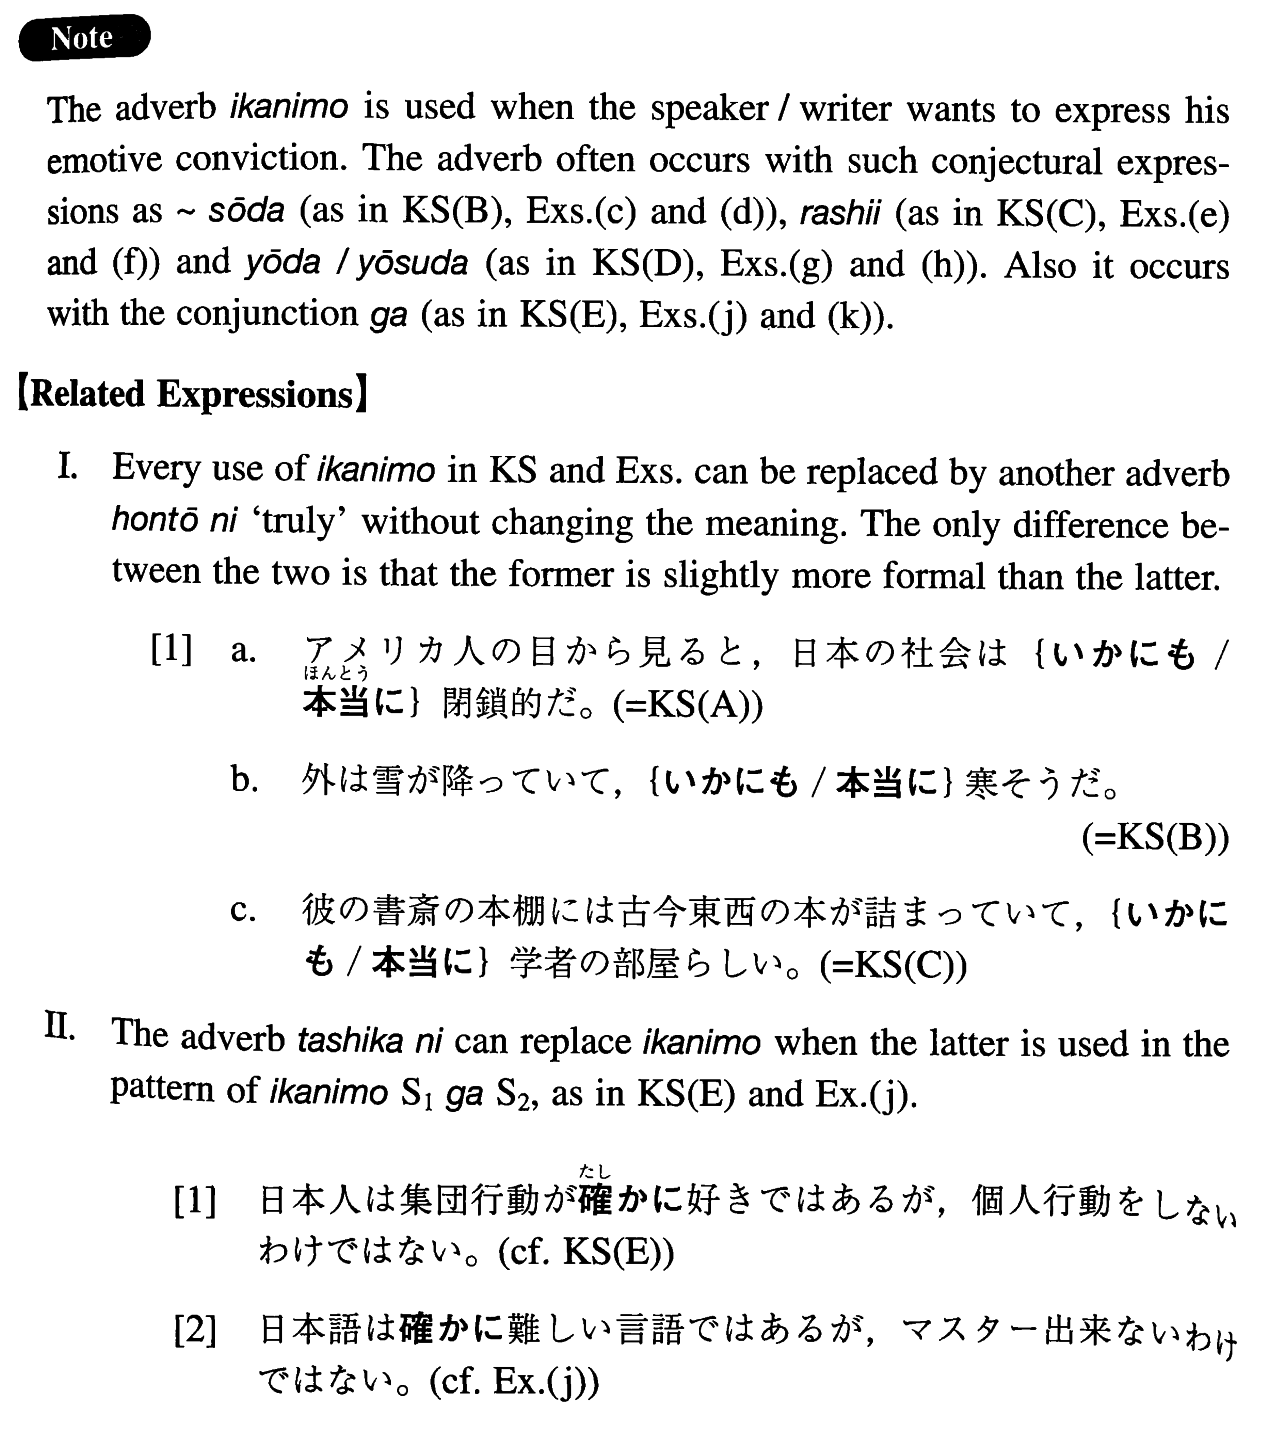 Note
The adverb ikanimo is used when the speaker / writer wants to express his
emotive conviction. The adverb often occurs with such conjectural expres-
sions as ~ sōda (as in KS(B), Exs.(c) and (d)), rashii (as in KS(C), Exs.(e)
and (f)) and yōda / yōsuda (as in KS(D), Exs.(g) and (h)). Also it occurs
with the conjunction ga (as in KS(E), Exs.(j) and (k)).
【Related Expressions】
I. Every use of ikanimo in KS and Exs. can be replaced by another adverb
hontō ni ‘truly’ without changing the meaning. The only difference be-
tween the two is that the former is slightly more formal than the latter.
[1] a. アメリカ人の目から見ると，日本の社会は {いかにも /
ほんとう
本当に} 閉鎖的だ。(=KS(A))
b. 外は雪が降っていて，{いかにも / 本当に} 寒そうだ。
(=KS(B))
c. 彼の書斎の本棚には古今東西の本が詰まっていて，{いかに
も / 本当に} 学者の部屋らしい。(=KS(C))
II. The adverb tashika ni can replace ikanimo when the latter is used in the
pattern of ikanimo S₁ ga S₂, as in KS(E) and Ex.(j).
たし
[1] 日本人は集団行動が確かに好きではあるが，個人行動をしない
わけではない。(cf. KS(E))
[2] 日本語は確かに難しい言語ではあるが，マスター出来ないわけ
ではない。(cf. Ex.(j))